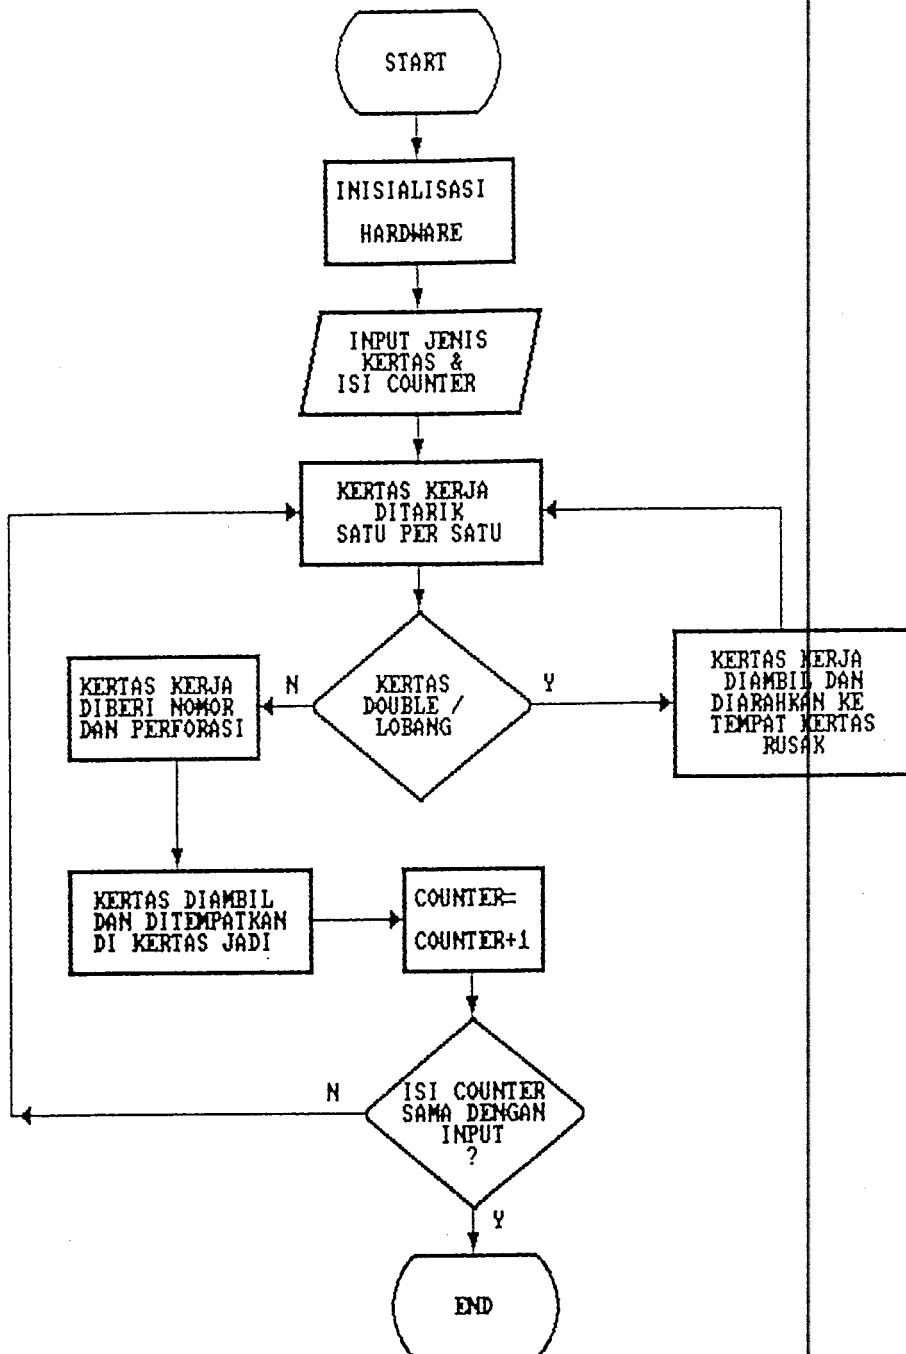 START
INISIALISASI
HARDWARE
INPUT JENIS
KERTAS &
ISI COUNTER
KERTAS KERJA
DITARIK
SATU PER SATU
KERTAS
DOUBLE /
LOBANG
N
Y
KERTAS KERJA
DIBERI NOMOR
DAN PERFORASI
KERTAS KERJA
DIAMBIL DAN
DIARAHKAN KE
TEMPAT KERTAS
RUSAK
KERTAS DIAMBIL
DAN DITEMPATKAN
DI KERTAS JADI
COUNTER=
COUNTER+1
N
ISI COUNTER
SAMA DENGAN
INPUT
?
Y
END